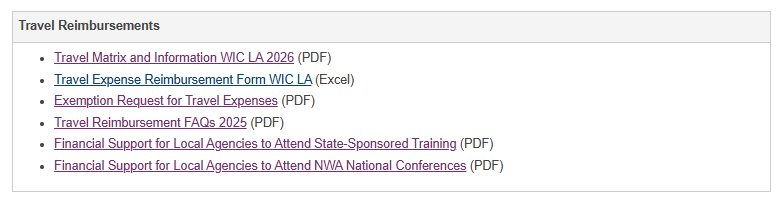 Travel Reimbursements
• Travel Matrix and Information WIC LA 2026 (PDF)
• Travel Expense Reimbursement Form WIC LA (Excel)
• Exemption Request for Travel Expenses (PDF)
• Travel Reimbursement FAQs 2025 (PDF)
• Financial Support for Local Agencies to Attend State-Sponsored Training (PDF)
• Financial Support for Local Agencies to Attend NWA National Conferences (PDF)